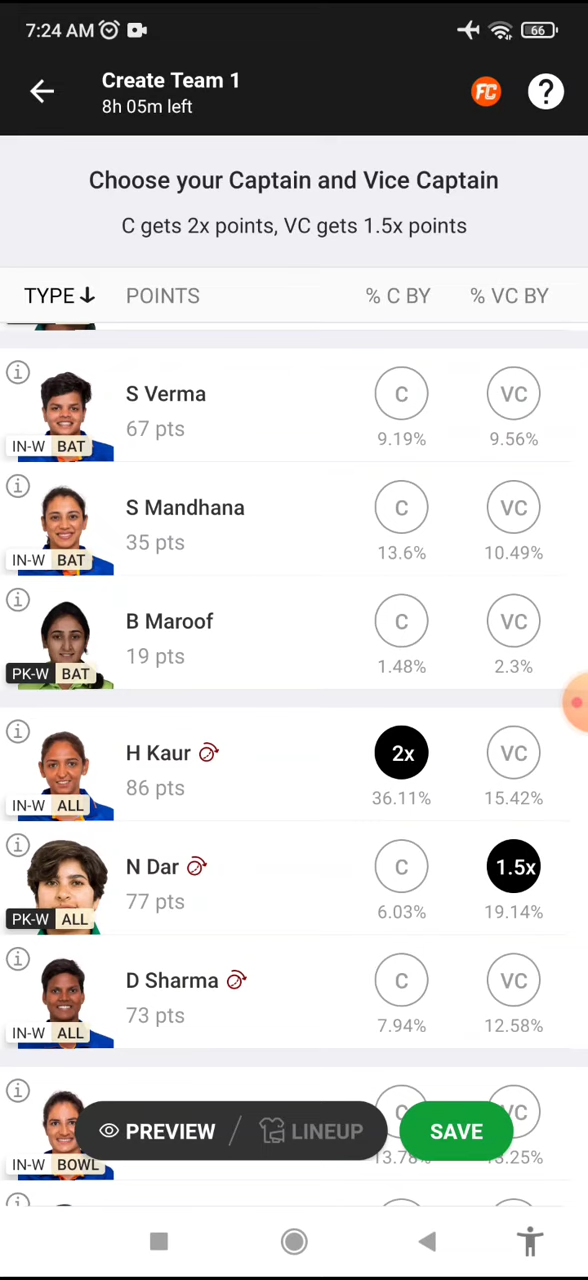 7:24 AM 66
Create Team 1
8h 05m left
FC ?
Choose your Captain and Vice Captain
C gets 2x points, VC gets 1.5x points
TYPE POINTS % C BY % VC BY
S Verma
67 pts
IN-W BAT
C VC
9.19% 9.56%
S Mandhana
35 pts
IN-W BAT
C VC
13.6% 10.49%
B Maroof
19 pts
PK-W BAT
C VC
1.48% 2.3%
H Kaur
86 pts
IN-W ALL
2x VC
36.11% 15.42%
N Dar
77 pts
PK-W ALL
C 1.5x
6.03% 19.14%
D Sharma
73 pts
IN-W ALL
C VC
7.94% 12.58%
IN-W BOWL
C VC
PREVIEW / LINEUP SAVE